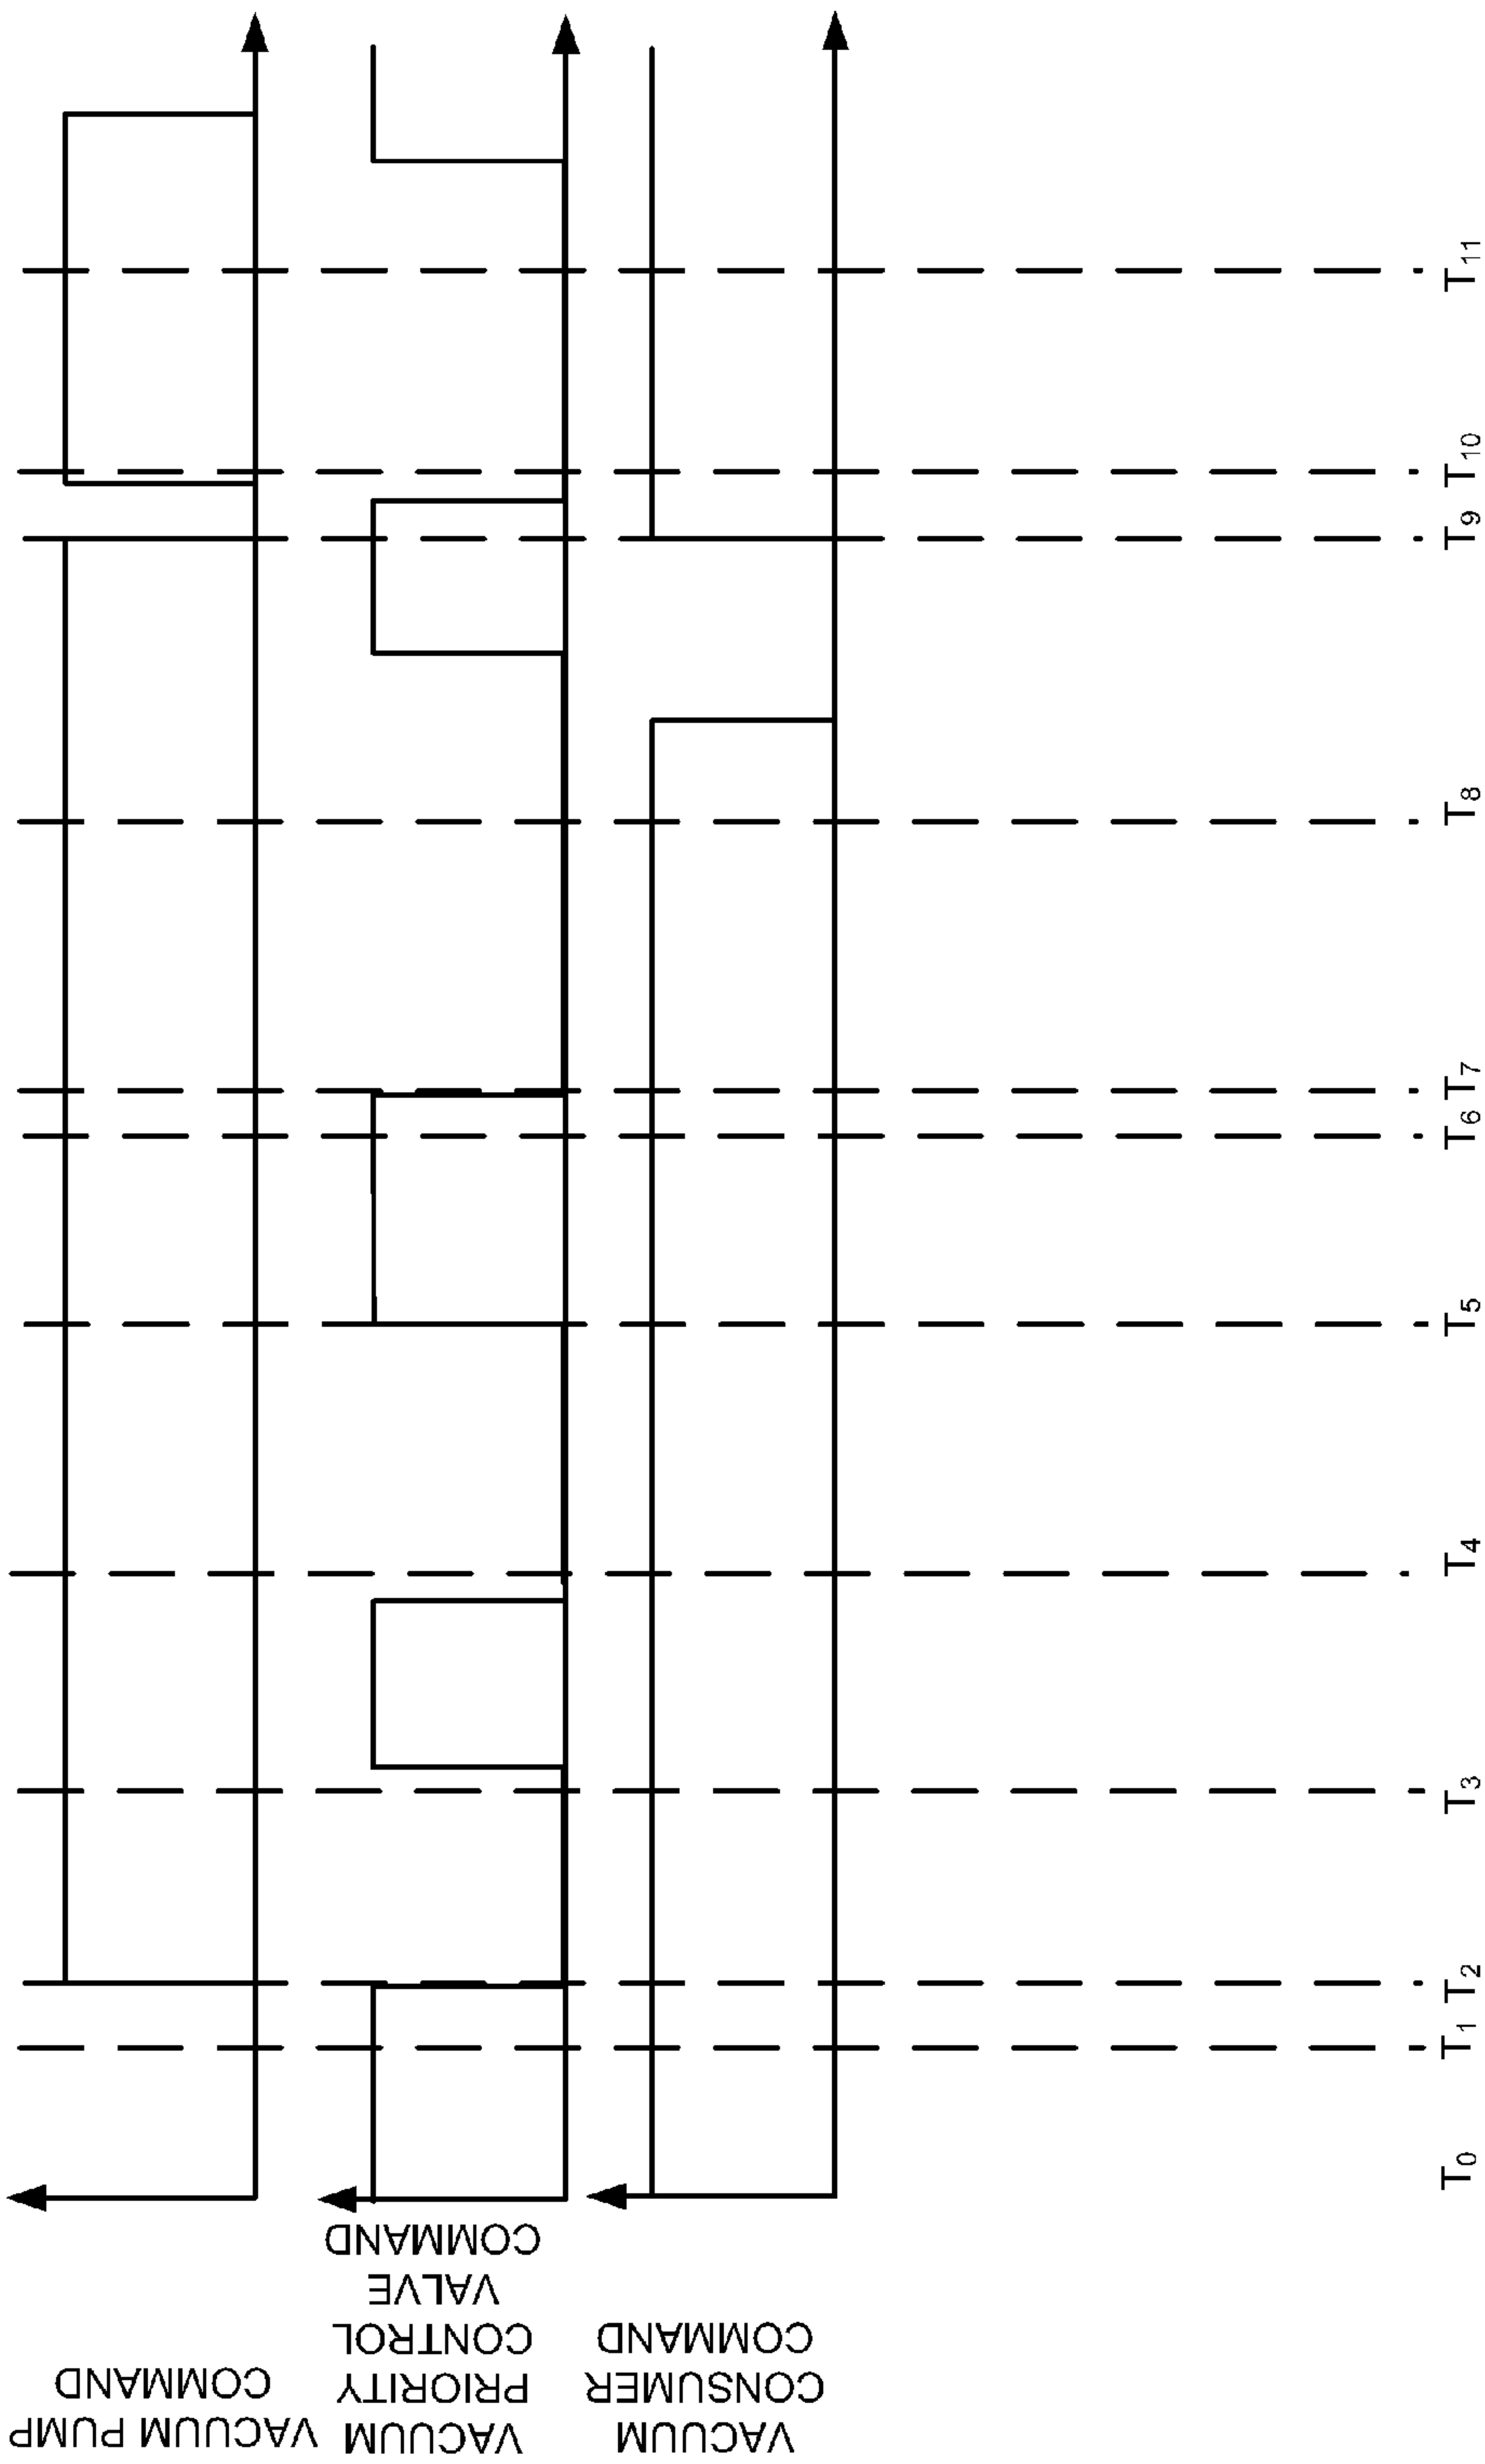 VACUUM PUMP
COMMAND
VACUUM
PRIORITY
CONTROL
VALVE
COMMAND
VACUUM
CONSUMER
COMMAND
T0 T1 T2 T3 T4 T5 T6 T7 T8 T9 T10 T11